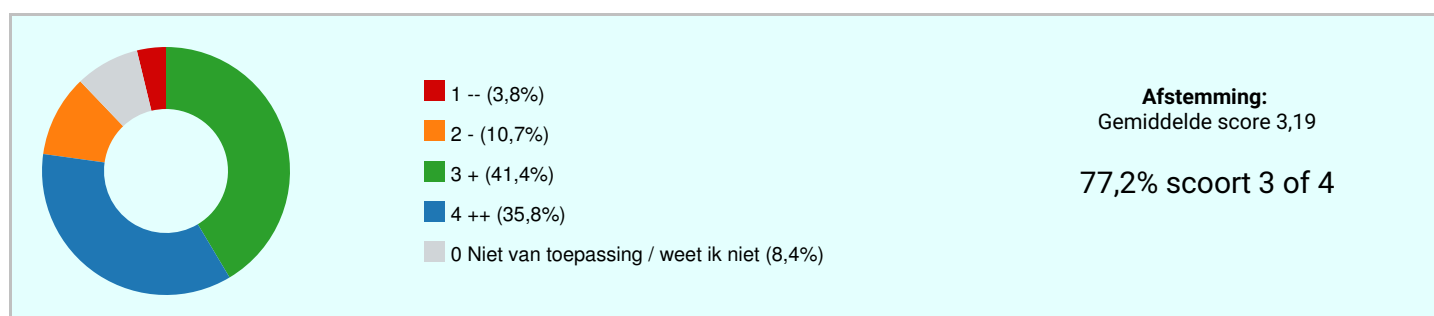 1 -- (3,8%)
2 - (10,7%)
3 + (41,4%)
4 ++ (35,8%)
0 Niet van toepassing / weet ik niet (8,4%)
Afstemming:
Gemiddelde score 3,19
77,2% scoort 3 of 4